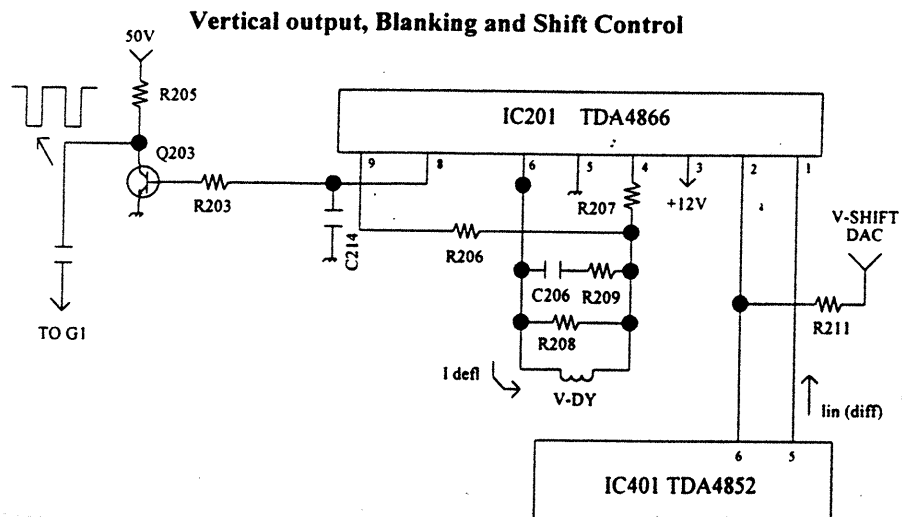 Vertical output, Blanking and Shift Control
50V
R205
Q203
R203
C214
TO G1
IC201 TDA4866
9 8 6 5 4 3 2 1
R207
+12V
V-SHIFT
DAC
R206
C206 R209
R208
R211
I defl
V-DY
Iin (diff)
6 5
IC401 TDA4852